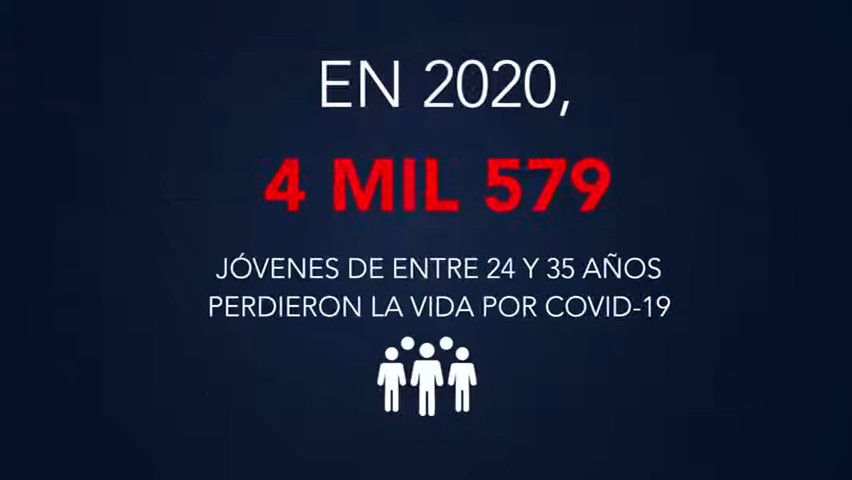 EN 2020,
4 MIL 579
JÓVENES DE ENTRE 24 Y 35 AÑOS
PERDIERON LA VIDA POR COVID-19